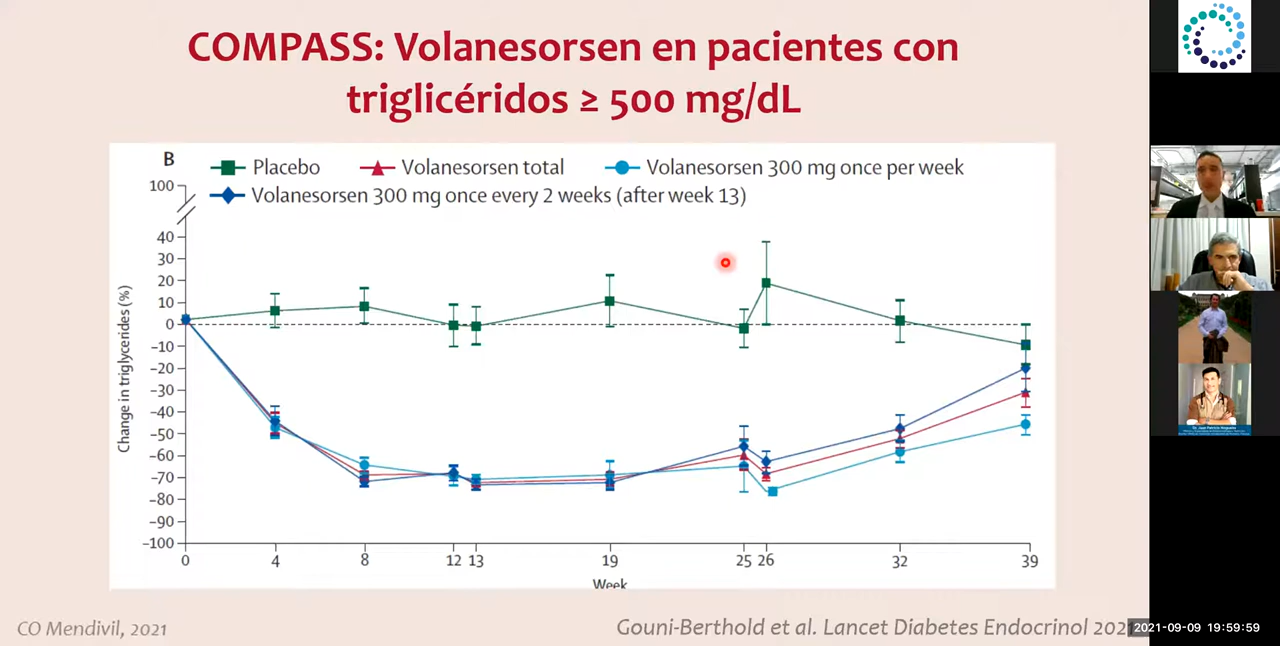 COMPASS: Volanesorsen en pacientes con
triglicéridos ≥ 500 mg/dL
B
Placebo
Volanesorsen total
Volanesorsen 300 mg once per week
Volanesorsen 300 mg once every 2 weeks (after week 13)
Change in triglycerides (%)
100
40
30
20
10
0
-10
-20
-30
-40
-50
-60
-70
-80
-90
-100
0 4 8 12 13 19 25 26 32 39
Week
CO Mendivil, 2021
Gouni-Berthold et al. Lancet Diabetes Endocrinol 2021
2021-09-09 19:59:59